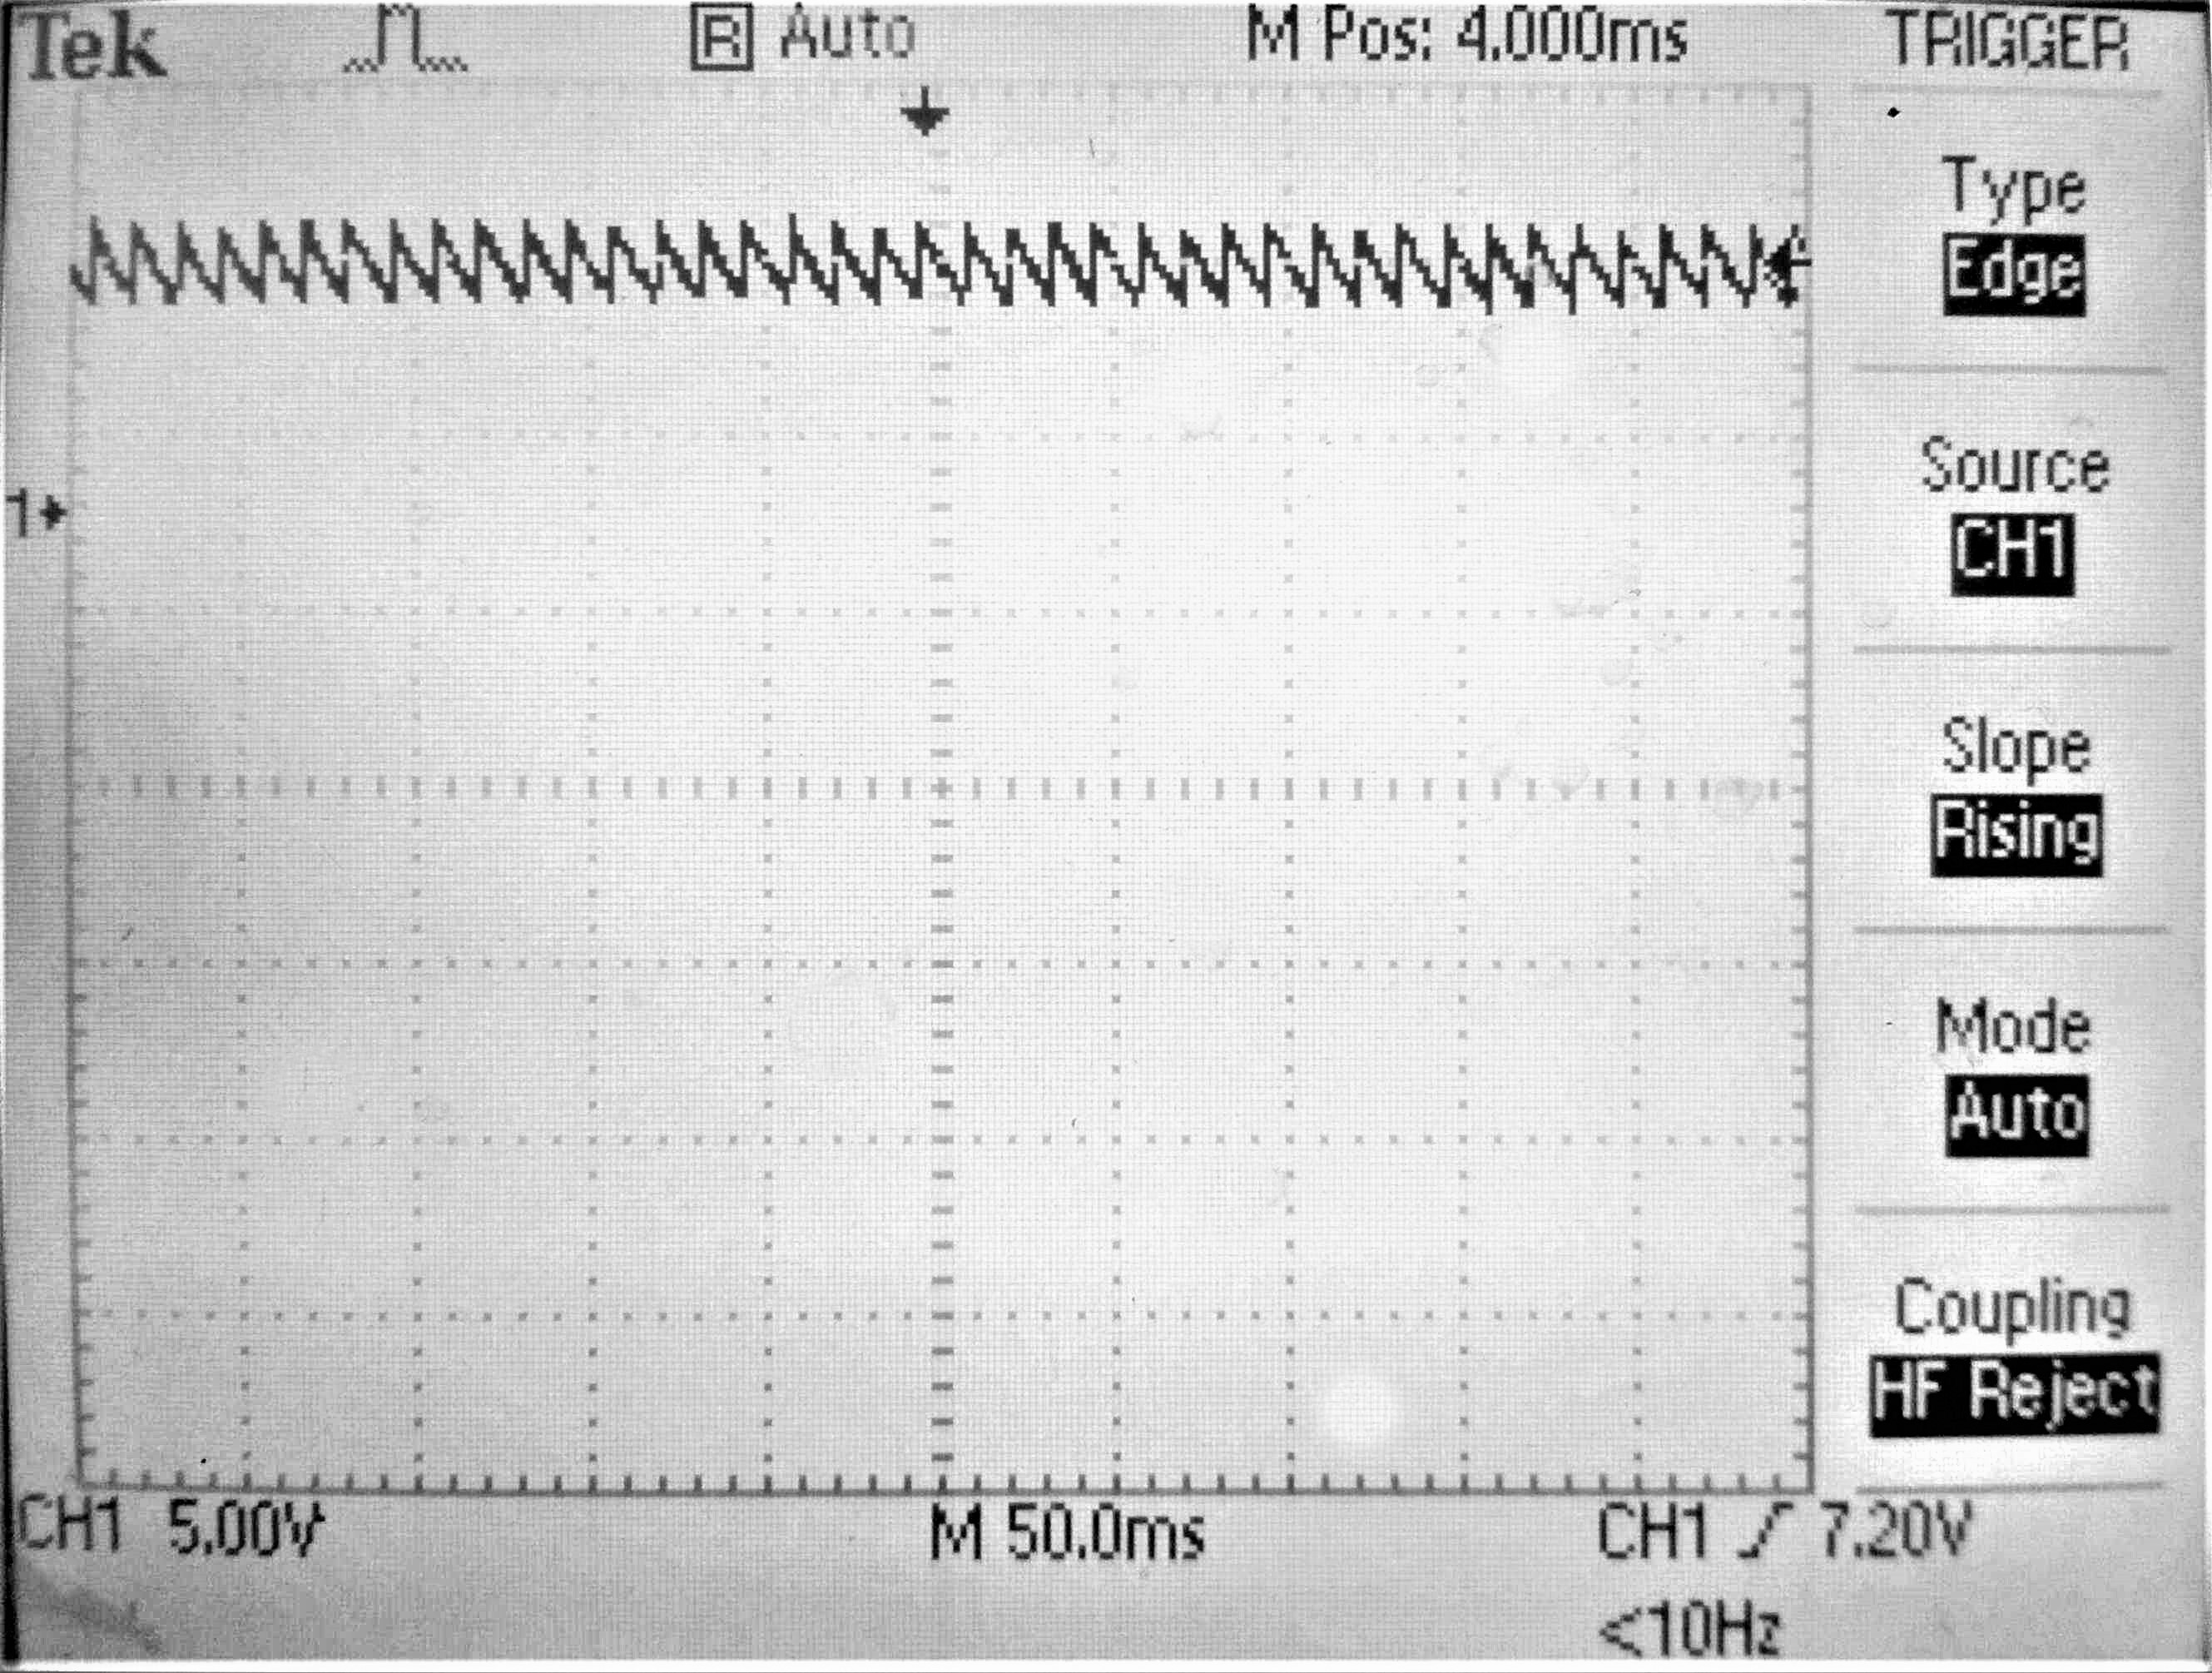 Tek R Auto M Pos: 4.000ms TRIGGER
Type
Edge
1
Source
CH1
Slope
Rising
Mode
Auto
Coupling
HF Reject
CH1 5.00V M 50.0ms CH1 7.20V
<10Hz